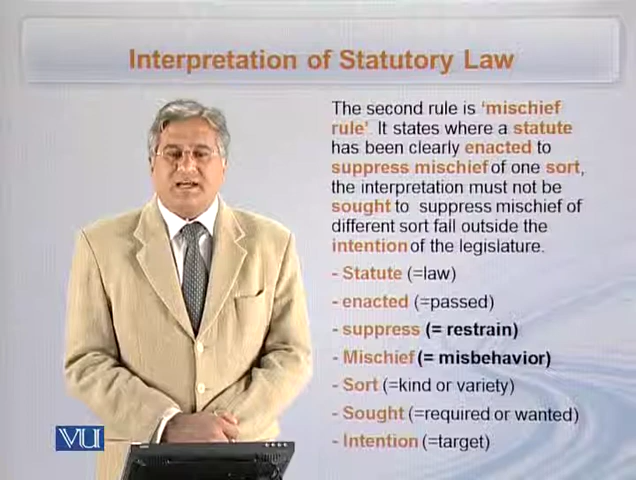 Interpretation of Statutory Law
The second rule is 'mischief
rule'. It states where a statute
has been clearly enacted to
suppress mischief of one sort,
the interpretation must not be
sought to suppress mischief of
different sort fall outside the
intention of the legislature.
- Statute (=law)
- enacted (=passed)
- suppress (= restrain)
- Mischief (= misbehavior)
- Sort (=kind or variety)
- Sought (=required or wanted)
- Intention (=target)
VU